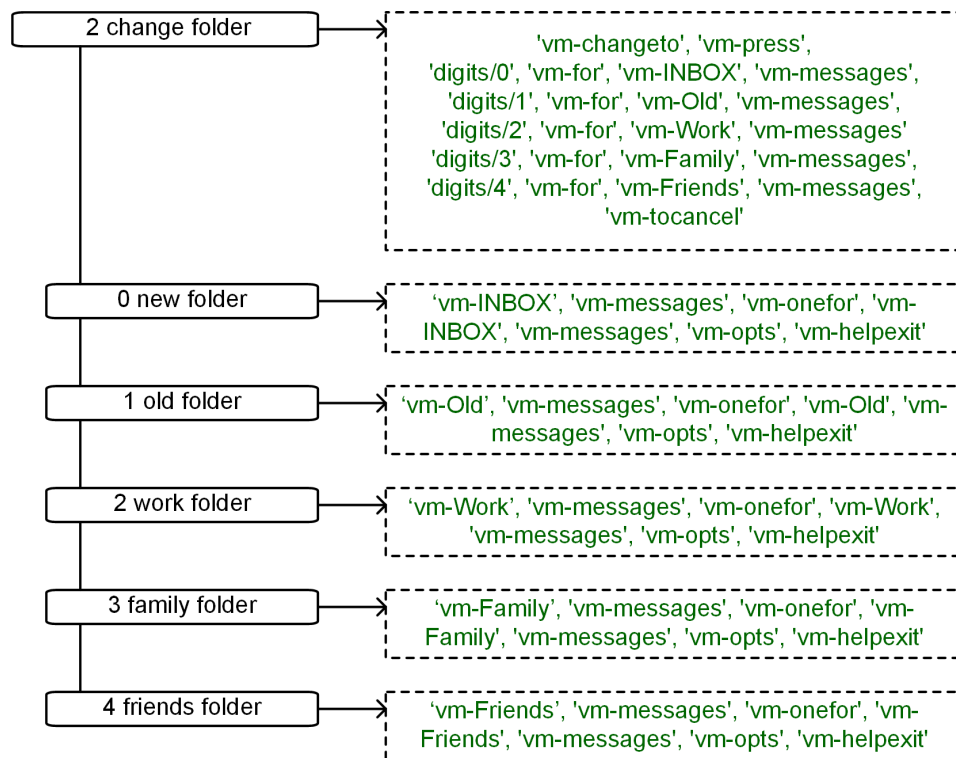 2 change folder
'vm-changeto', 'vm-press',
'digits/0', 'vm-for', 'vm-INBOX', 'vm-messages',
'digits/1', 'vm-for', 'vm-Old', 'vm-messages',
'digits/2', 'vm-for', 'vm-Work', 'vm-messages'
'digits/3', 'vm-for', 'vm-Family', 'vm-messages',
'digits/4', 'vm-for', 'vm-Friends', 'vm-messages',
'vm-tocancel'
0 new folder
‘vm-INBOX’, 'vm-messages', 'vm-onefor', 'vm-
INBOX', 'vm-messages', 'vm-opts', 'vm-helpexit'
1 old folder
‘vm-Old’, 'vm-messages', 'vm-onefor', 'vm-Old', 'vm-
messages', 'vm-opts', 'vm-helpexit'
2 work folder
‘vm-Work’, 'vm-messages', 'vm-onefor', 'vm-Work',
'vm-messages', 'vm-opts', 'vm-helpexit'
3 family folder
‘vm-Family’, 'vm-messages', 'vm-onefor', 'vm-
Family', 'vm-messages', 'vm-opts', 'vm-helpexit'
4 friends folder
‘vm-Friends’, 'vm-messages', 'vm-onefor', 'vm-
Friends', 'vm-messages', 'vm-opts', 'vm-helpexit'